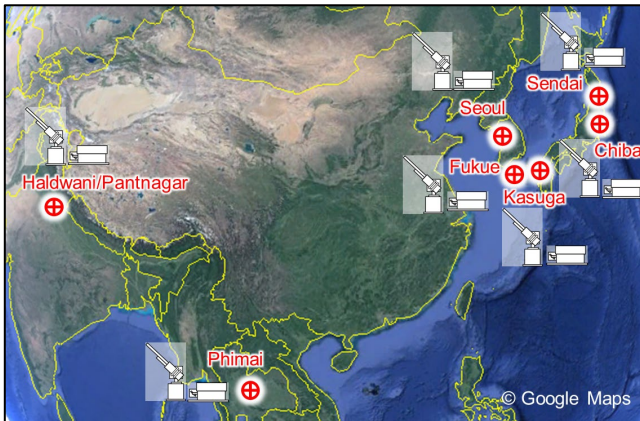 Sendai
Seoul
Chiba
Fukue
Kasuga
Haldwani/Pantnagar
Phimai
© Google Maps